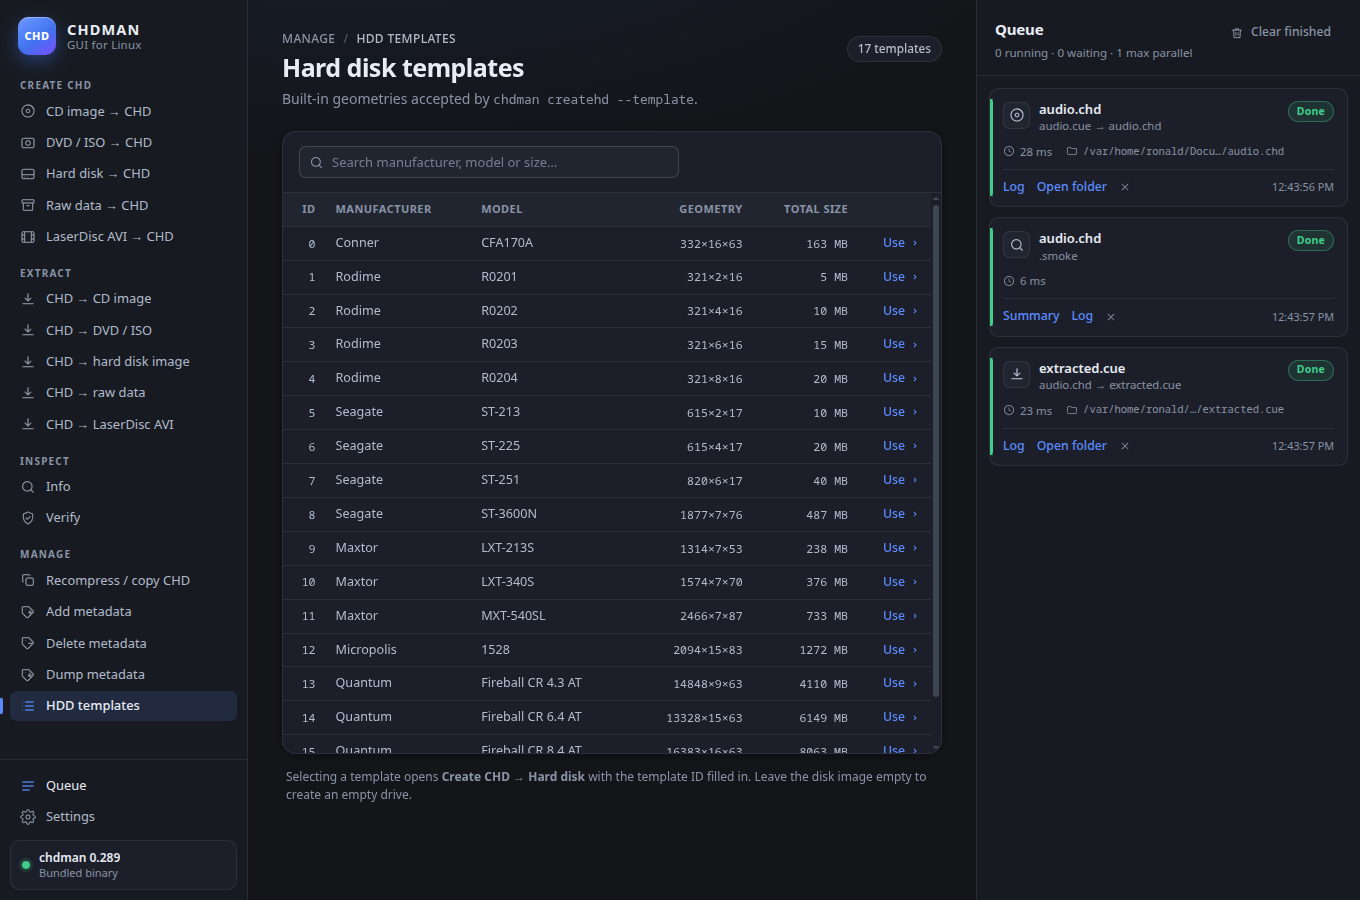 CHD
CHDMAN
GUI for Linux
CREATE CHD
CD image → CHD
DVD / ISO → CHD
Hard disk → CHD
Raw data → CHD
LaserDisc AVI → CHD
EXTRACT
CHD → CD image
CHD → DVD / ISO
CHD → hard disk image
CHD → raw data
CHD → LaserDisc AVI
INSPECT
Info
Verify
MANAGE
Recompress / copy CHD
Add metadata
Delete metadata
Dump metadata
HDD templates
Queue
Settings
chdman 0.289
Bundled binary
MANAGE / HDD TEMPLATES
Hard disk templates
Built-in geometries accepted by chdman createhd --template.
17 templates
Search manufacturer, model or size…
ID MANUFACTURER MODEL GEOMETRY TOTAL SIZE
0 Conner CFA170A 332×16×63 163 MB Use ›
1 Rodime R0201 321×2×16 5 MB Use ›
2 Rodime R0202 321×4×16 10 MB Use ›
3 Rodime R0203 321×6×16 15 MB Use ›
4 Rodime R0204 321×8×16 20 MB Use ›
5 Seagate ST-213 615×2×17 10 MB Use ›
6 Seagate ST-225 615×4×17 20 MB Use ›
7 Seagate ST-251 820×6×17 40 MB Use ›
8 Seagate ST-3600N 1877×7×76 487 MB Use ›
9 Maxtor LXT-213S 1314×7×53 238 MB Use ›
10 Maxtor LXT-340S 1574×7×70 376 MB Use ›
11 Maxtor MXT-540SL 2466×7×87 733 MB Use ›
12 Micropolis 1528 2094×15×83 1272 MB Use ›
13 Quantum Fireball CR 4.3 AT 14848×9×63 4110 MB Use ›
14 Quantum Fireball CR 6.4 AT 13328×15×63 6149 MB Use ›
15 Quantum Fireball CR 8.4 AT 16383×16×63 8063 MB Use ›
Selecting a template opens Create CHD → Hard disk with the template ID filled in. Leave the disk image empty to
create an empty drive.
Queue
Clear finished
0 running · 0 waiting · 1 max parallel
audio.chd Done
audio.cue → audio.chd
28 ms /var/home/ronald/Docu…/audio.chd
Log Open folder × 12:43:56 PM
audio.chd Done
.smoke
6 ms
Summary Log × 12:43:57 PM
extracted.cue Done
audio.chd → extracted.cue
23 ms /var/home/ronald/…/extracted.cue
Log Open folder × 12:43:57 PM